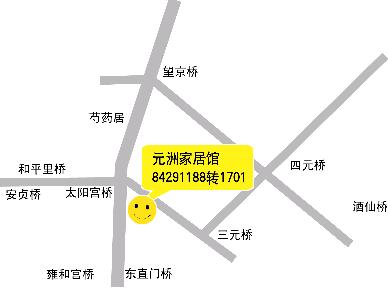 望京桥
芍药居
元洲家居馆
84291188转1701
四元桥
和平里桥
安贞桥
太阳宫桥
酒仙桥
三元桥
雍和宫桥
东直门桥